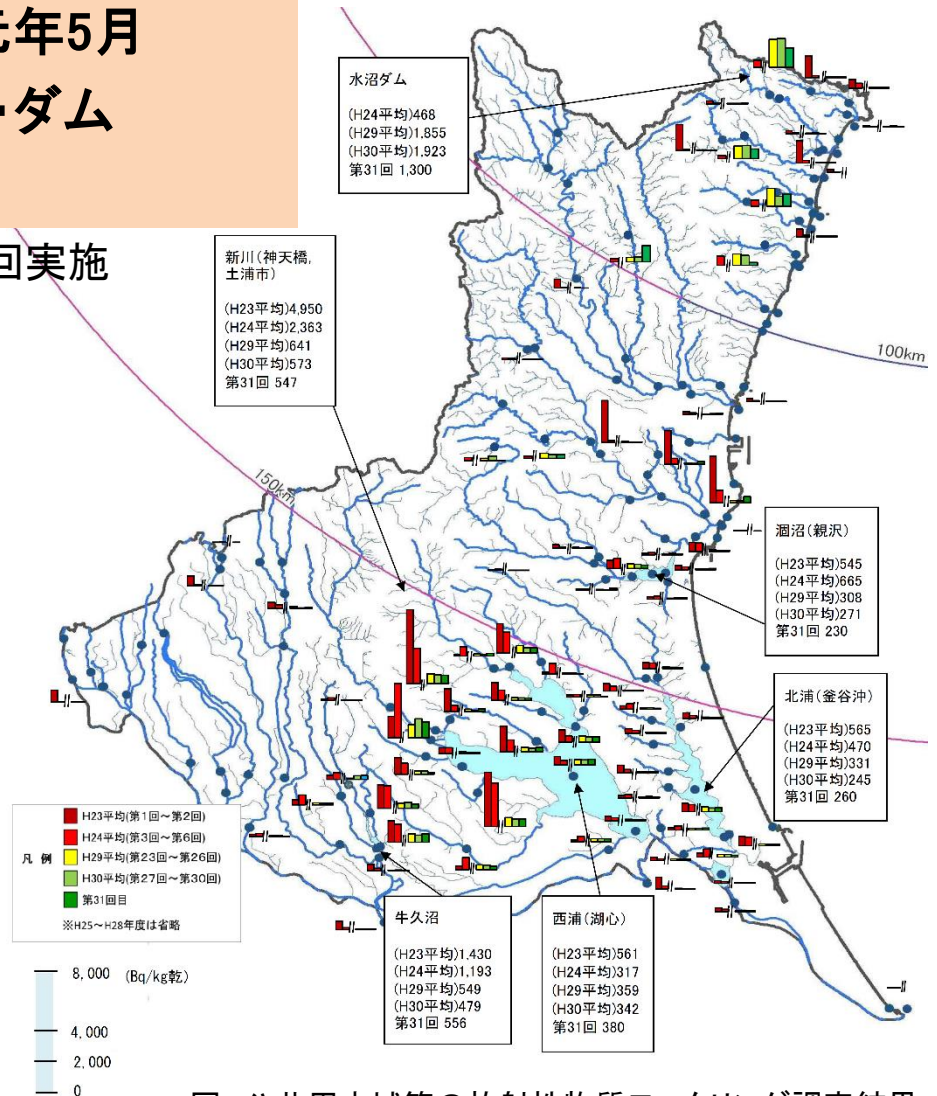 元年5月
・ダム
回実施
水沼ダム
(H24平均)468
(H29平均)1,855
(H30平均)1,923
第31回 1,300
新川(神天橋,
土浦市)
(H23平均)4,950
(H24平均)2,363
(H29平均)641
(H30平均)573
第31回 547
100km
150km
涸沼(親沢)
(H23平均)545
(H24平均)665
(H29平均)308
(H30平均)271
第31回 230
北浦(釜谷沖)
(H23平均)565
(H24平均)470
(H29平均)331
(H30平均)245
第31回 260
凡 例
H23平均(第1回~第2回)
H24平均(第3回~第6回)
H29平均(第23回~第26回)
H30平均(第27回~第30回)
第31回目
※H25~H28年度は省略
牛久沼
(H23平均)1,430
(H24平均)1,193
(H29平均)549
(H30平均)479
第31回 556
西浦(湖心)
(H23平均)561
(H24平均)317
(H29平均)359
(H30平均)342
第31回 380
8,000 (Bq/kg乾)
4,000
2,000
0